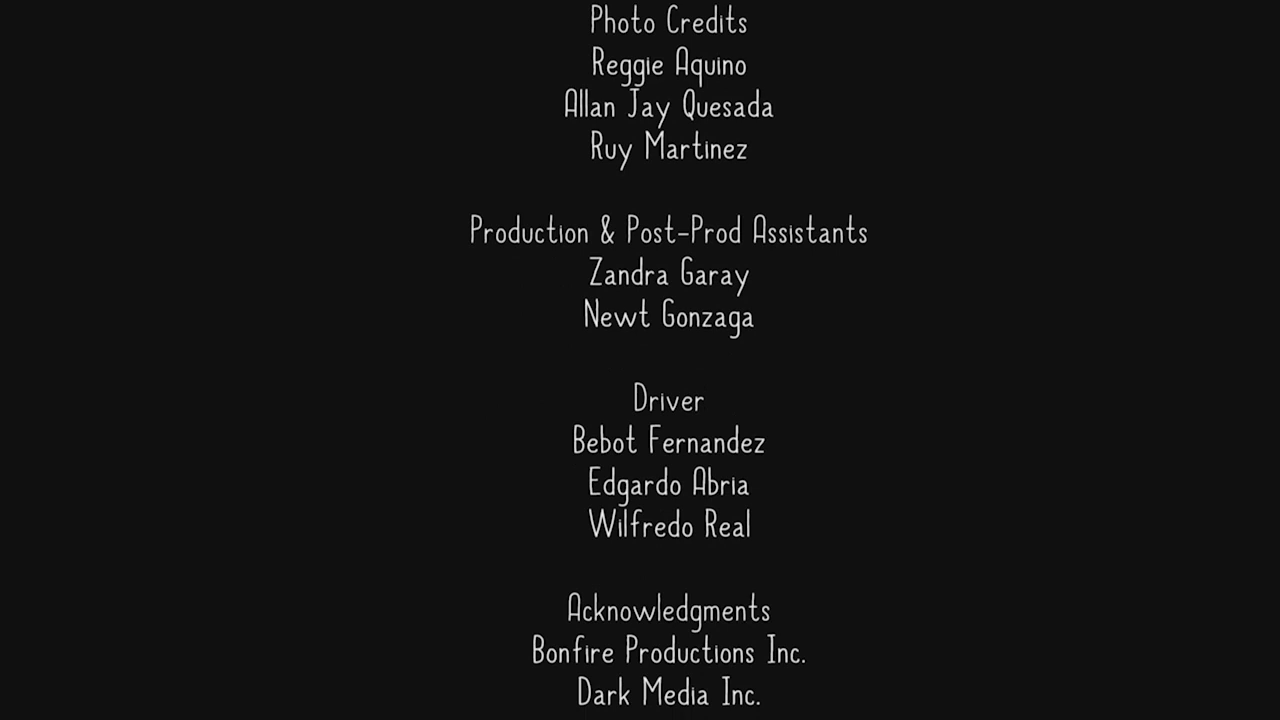 Photo Credits
Reggie Aquino
Allan Jay Quesada
Ruy Martinez
Production & Post-Prod Assistants
Zandra Garay
Newt Gonzaga
Driver
Bebot Fernandez
Edgardo Abria
Wilfredo Real
Acknowledgments
Bonfire Productions Inc.
Dark Media Inc.